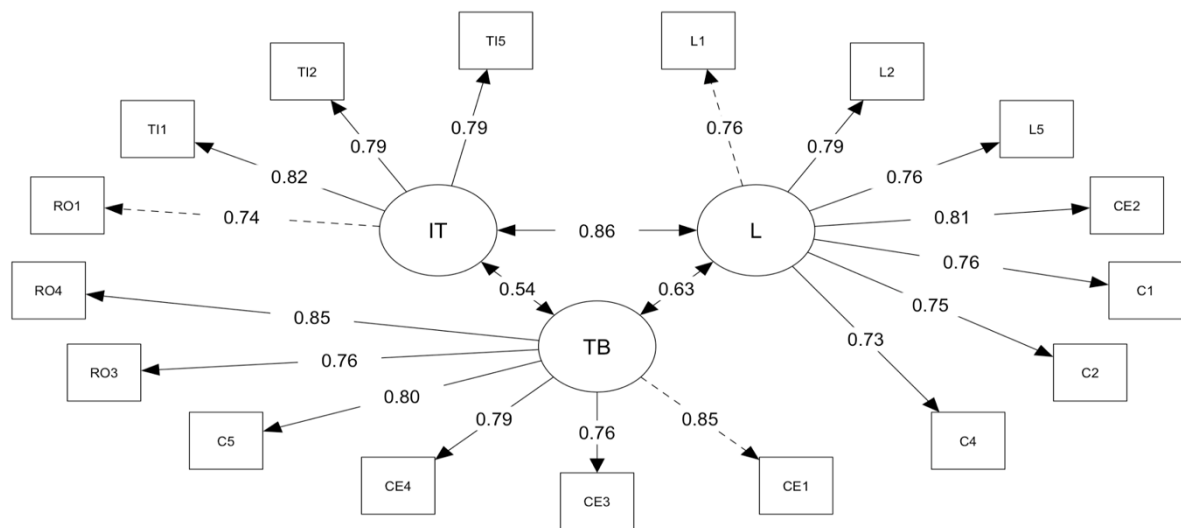 TI5
L1
TI2
L2
TI1
L5
0.79
0.76
0.79
0.79
0.82
0.76
RO1
0.74
CE2
0.81
IT
0.86
L
0.76
C1
RO4
0.54
0.63
0.75
0.85
0.73
TB
RO3
0.76
C2
0.80
0.79
0.76
0.85
C5
C4
CE4
CE3
CE1